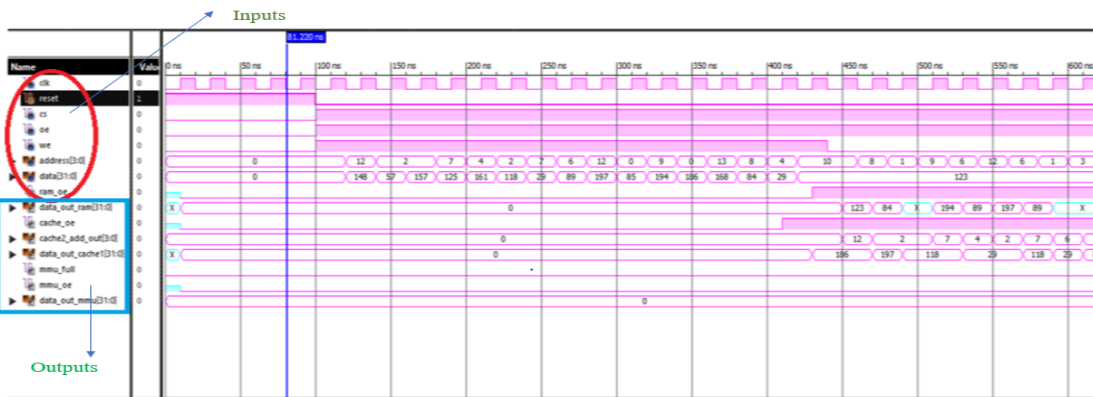 Inputs
81.220 ns
Name Valu 0 ns 50 ns 100 ns 150 ns 200 ns 250 ns 300 ns 350 ns 400 ns 450 ns 500 ns 550 ns 600 ns
clk 0
reset 1
cs 0
oe 0
we 0
address[3:0] 0 0 12 2 7 4 2 7 6 12 0 9 0 13 8 4 10 8 1 9 6 12 6 1 3
data[31:0] 0 0 148 57 157 125 161 118 29 89 197 85 194 186 168 84 29 123
ram_oe 0
data_out_ram[31:0] 0 X 0 123 84 X 194 89 197 89 X
cache_oe 0
cache2_add_out[3:0] 0 0 12 2 7 4 2 7 6
data_out_cache1[31:0] 0 X 0 186 197 118 29 118 29
mmu_full 0
mmu_oe 0
data_out_mmu[31:0] 0 0
Outputs